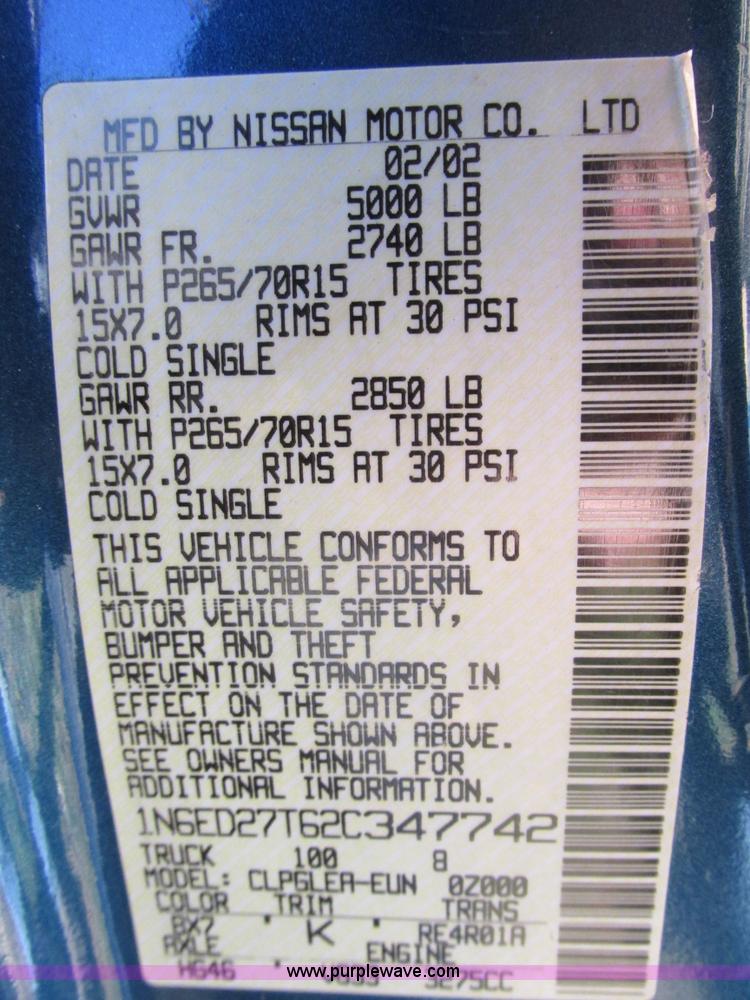 MFD BY NISSAN MOTOR CO. LTD
DATE 02/02
GVWR 5000 LB
GAWR FR. 2740 LB
WITH P265/70R15 TIRES
15X7.0 RIMS AT 30 PSI
COLD SINGLE
GAWR RR. 2850 LB
WITH P265/70R15 TIRES
15X7.0 RIMS AT 30 PSI
COLD SINGLE
THIS VEHICLE CONFORMS TO
ALL APPLICABLE FEDERAL
MOTOR VEHICLE SAFETY,
BUMPER AND THEFT
PREVENTION STANDARDS IN
EFFECT ON THE DATE OF
MANUFACTURE SHOWN ABOVE.
SEE OWNERS MANUAL FOR
ADDITIONAL INFORMATION.
1N6ED27T62C347742
TRUCK 100 8
MODEL: CLPGLEA-EUN 0Z000
COLOR TRIM TRANS
BX7 K RE4R01A
AXLE ENGINE
HG46 3275CC
www.purplewave.com